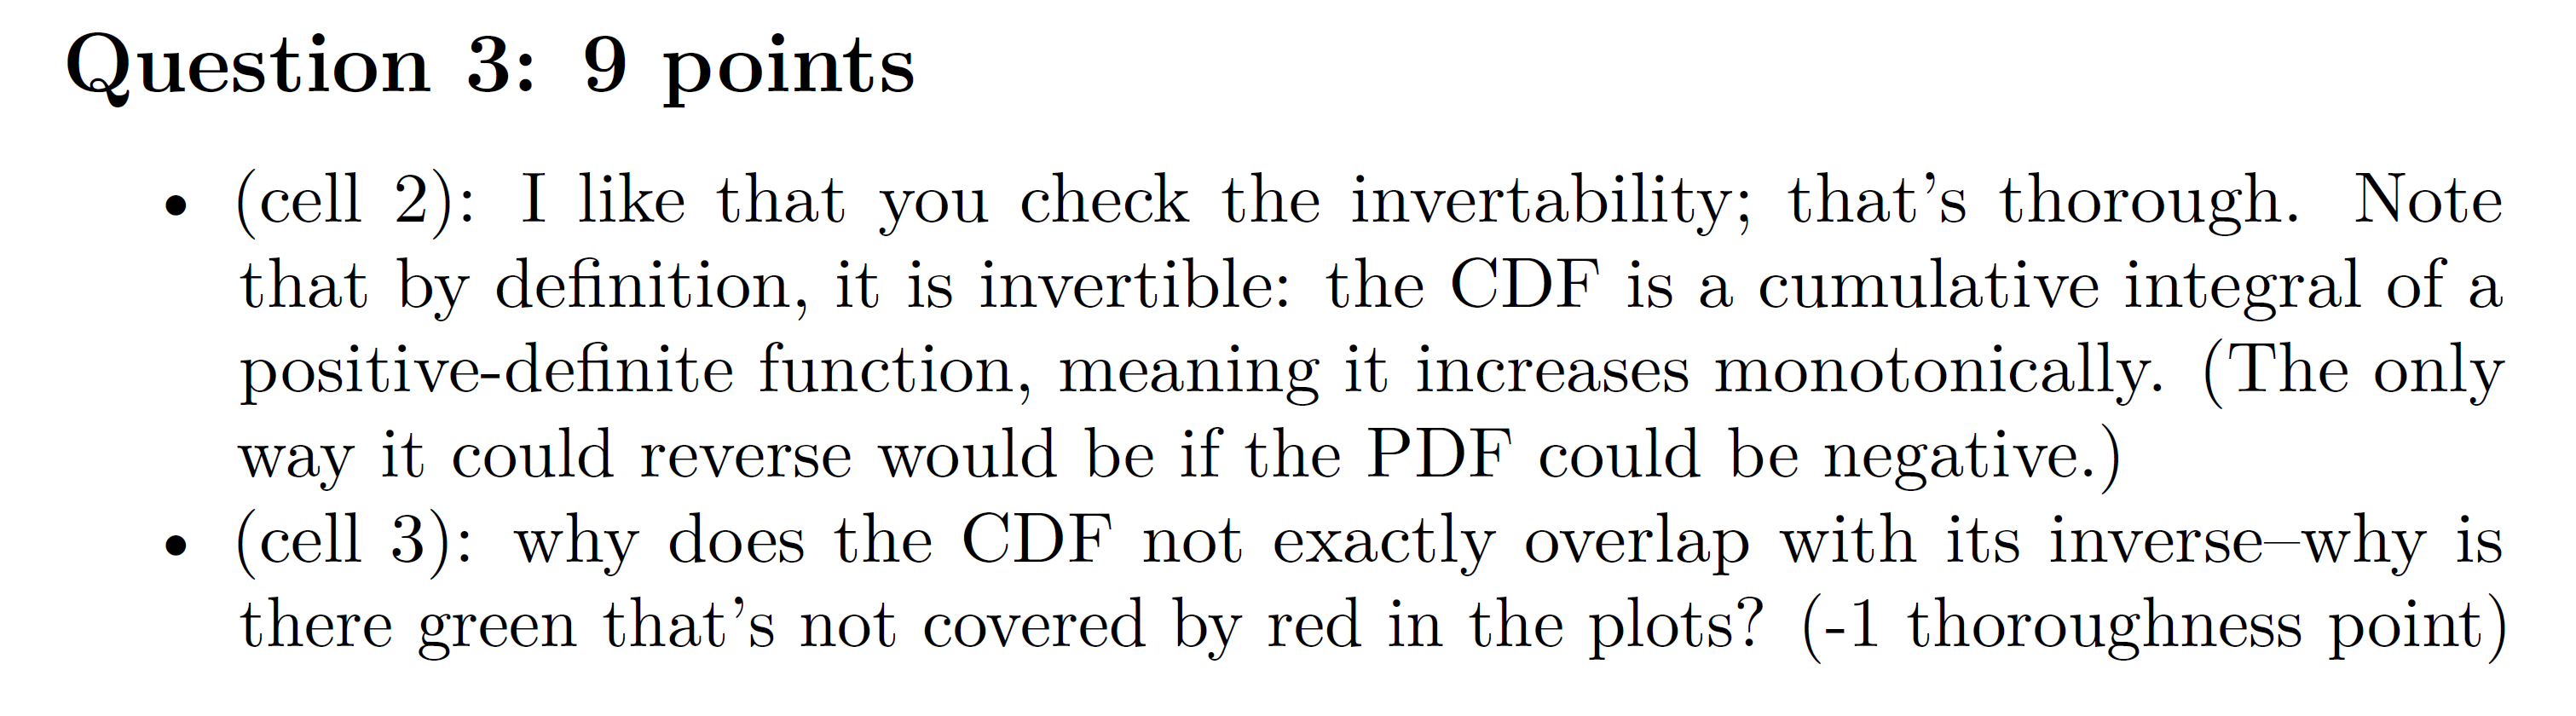 Question 3: 9 points
• (cell 2): I like that you check the invertability; that's thorough. Note
that by definition, it is invertible: the CDF is a cumulative integral of a
positive-definite function, meaning it increases monotonically. (The only
way it could reverse would be if the PDF could be negative.)
• (cell 3): why does the CDF not exactly overlap with its inverse–why is
there green that's not covered by red in the plots? (-1 thoroughness point)